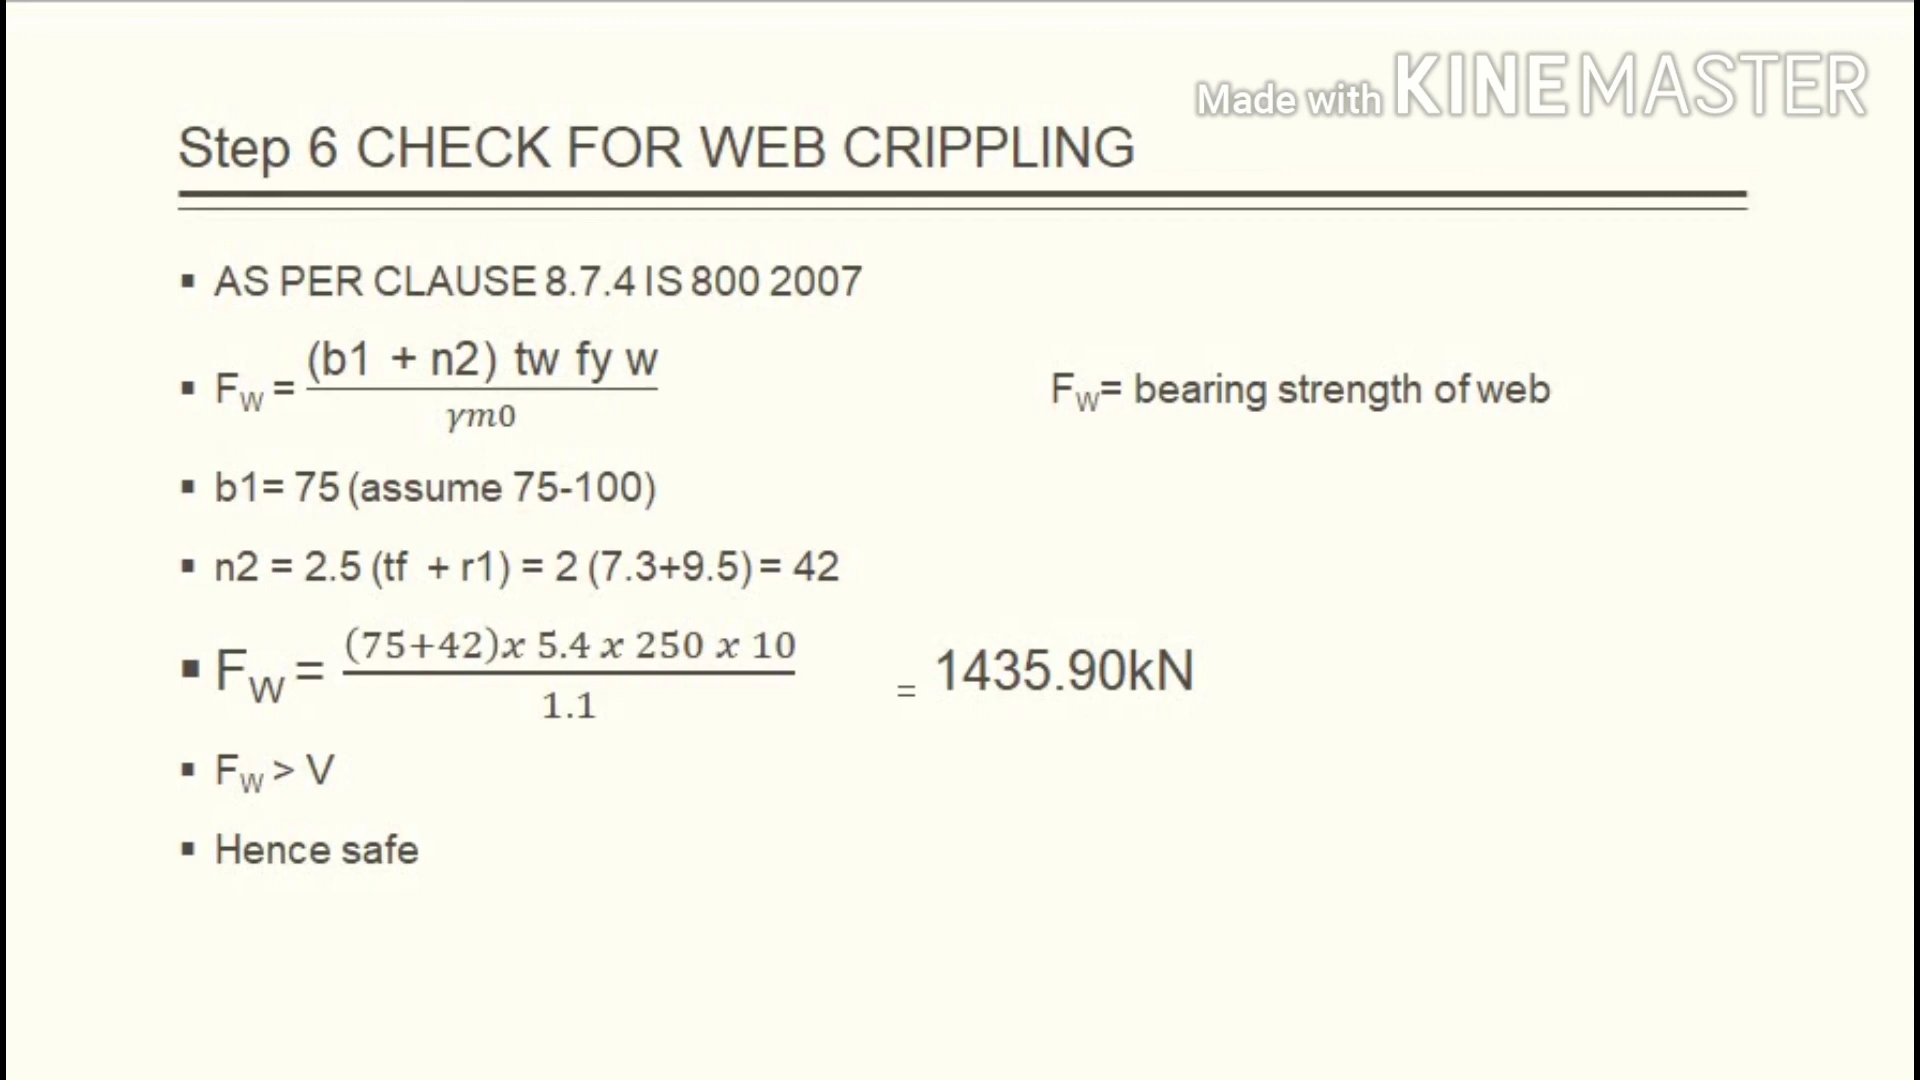 Made with KINEMASTER
Step 6 CHECK FOR WEB CRIPPLING
▪ AS PER CLAUSE 8.7.4 IS 800 2007
▪ Fw = (b1 + n2) tw fy w / γm0
Fw= bearing strength of web
▪ b1= 75 (assume 75-100)
▪ n2 = 2.5 (tf + r1) = 2 (7.3+9.5) = 42
▪ Fw = (75+42)x 5.4 x 250 x 10 / 1.1 = 1435.90kN
▪ Fw > V
▪ Hence safe